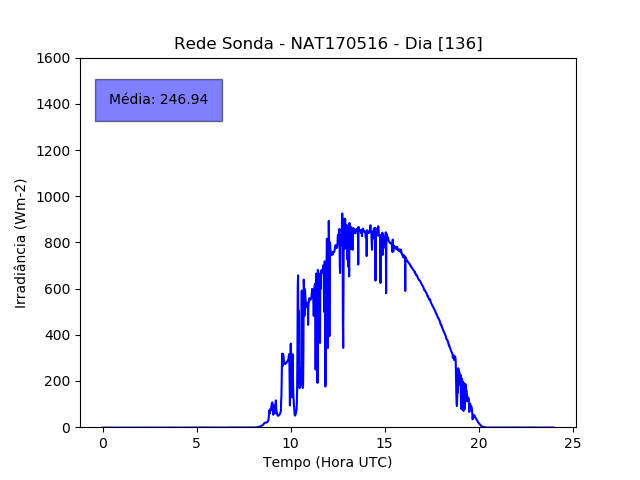 Rede Sonda - NAT170516 - Dia [136]
1600
1400
1200
1000
800
600
400
200
0
Média: 246.94
Irradiância (Wm-2)
0 5 10 15 20 25
Tempo (Hora UTC)